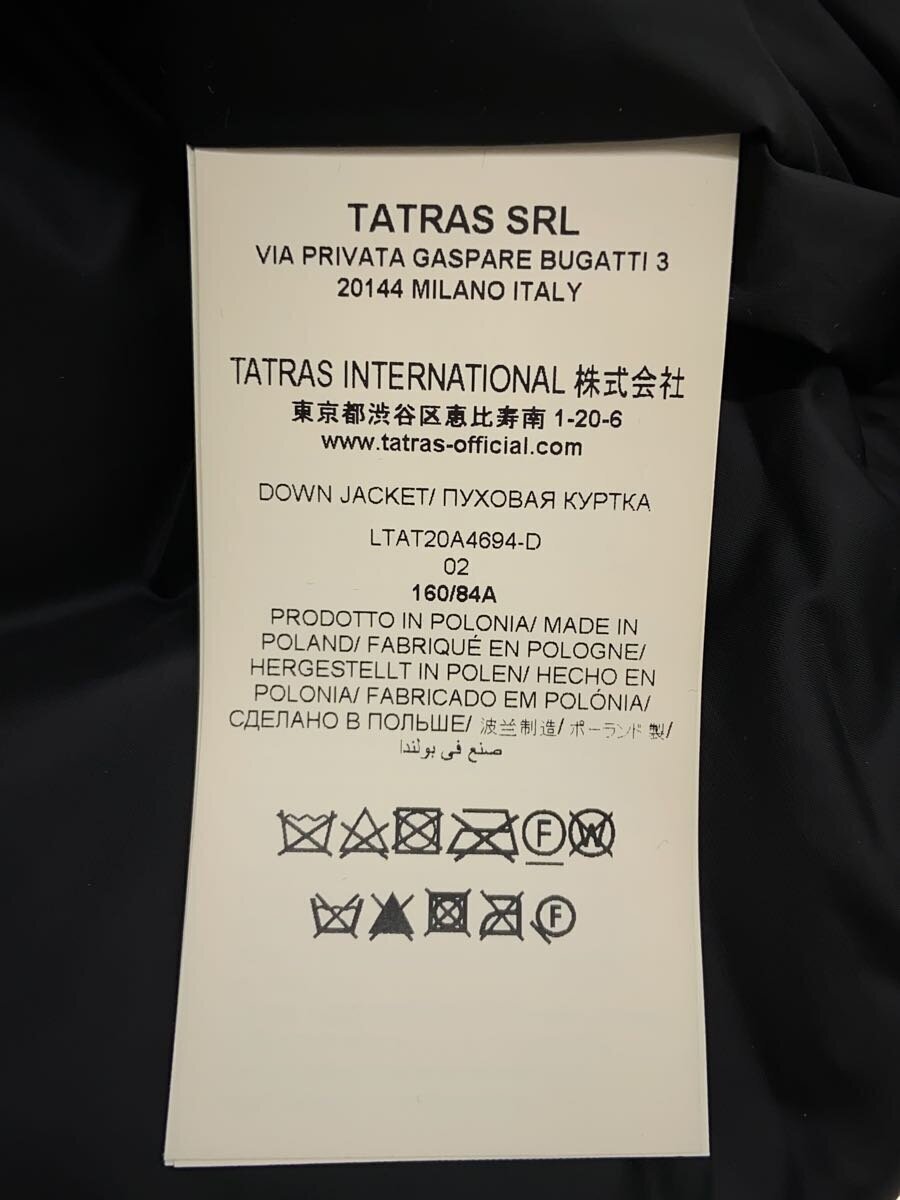 TATRAS SRL
VIA PRIVATA GASPARE BUGATTI 3
20144 MILANO ITALY
TATRAS INTERNATIONAL 株式会社
東京都渋谷区恵比寿南 1-20-6
www.tatras-official.com
DOWN JACKET/ ПУХОВАЯ КУРТКА
LTAT20A4694-D
02
160/84A
PRODOTTO IN POLONIA/ MADE IN
POLAND/ FABRIQUÉ EN POLOGNE/
HERGESTELLT IN POLEN/ HECHO EN
POLONIA/ FABRICADO EM POLÓNIA/
СДЕЛАНО В ПОЛЬШЕ/ 波兰制造/ ポーランド製/
صنع في بولندا
F W
F